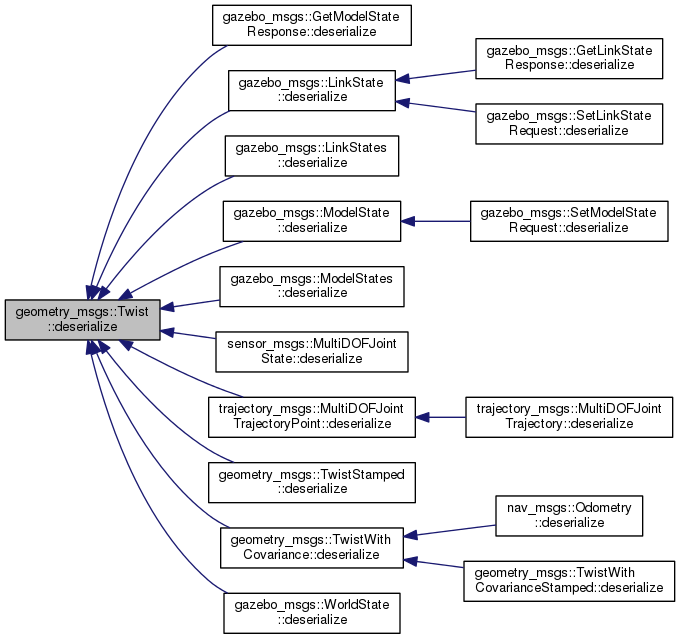 geometry_msgs::Twist
::deserialize
gazebo_msgs::GetModelState
Response::deserialize
gazebo_msgs::LinkState
::deserialize
gazebo_msgs::GetLinkState
Response::deserialize
gazebo_msgs::SetLinkState
Request::deserialize
gazebo_msgs::LinkStates
::deserialize
gazebo_msgs::ModelState
::deserialize
gazebo_msgs::SetModelState
Request::deserialize
gazebo_msgs::ModelStates
::deserialize
sensor_msgs::MultiDOFJoint
State::deserialize
trajectory_msgs::MultiDOFJoint
TrajectoryPoint::deserialize
trajectory_msgs::MultiDOFJoint
Trajectory::deserialize
geometry_msgs::TwistStamped
::deserialize
geometry_msgs::TwistWith
Covariance::deserialize
nav_msgs::Odometry
::deserialize
geometry_msgs::TwistWith
CovarianceStamped::deserialize
gazebo_msgs::WorldState
::deserialize